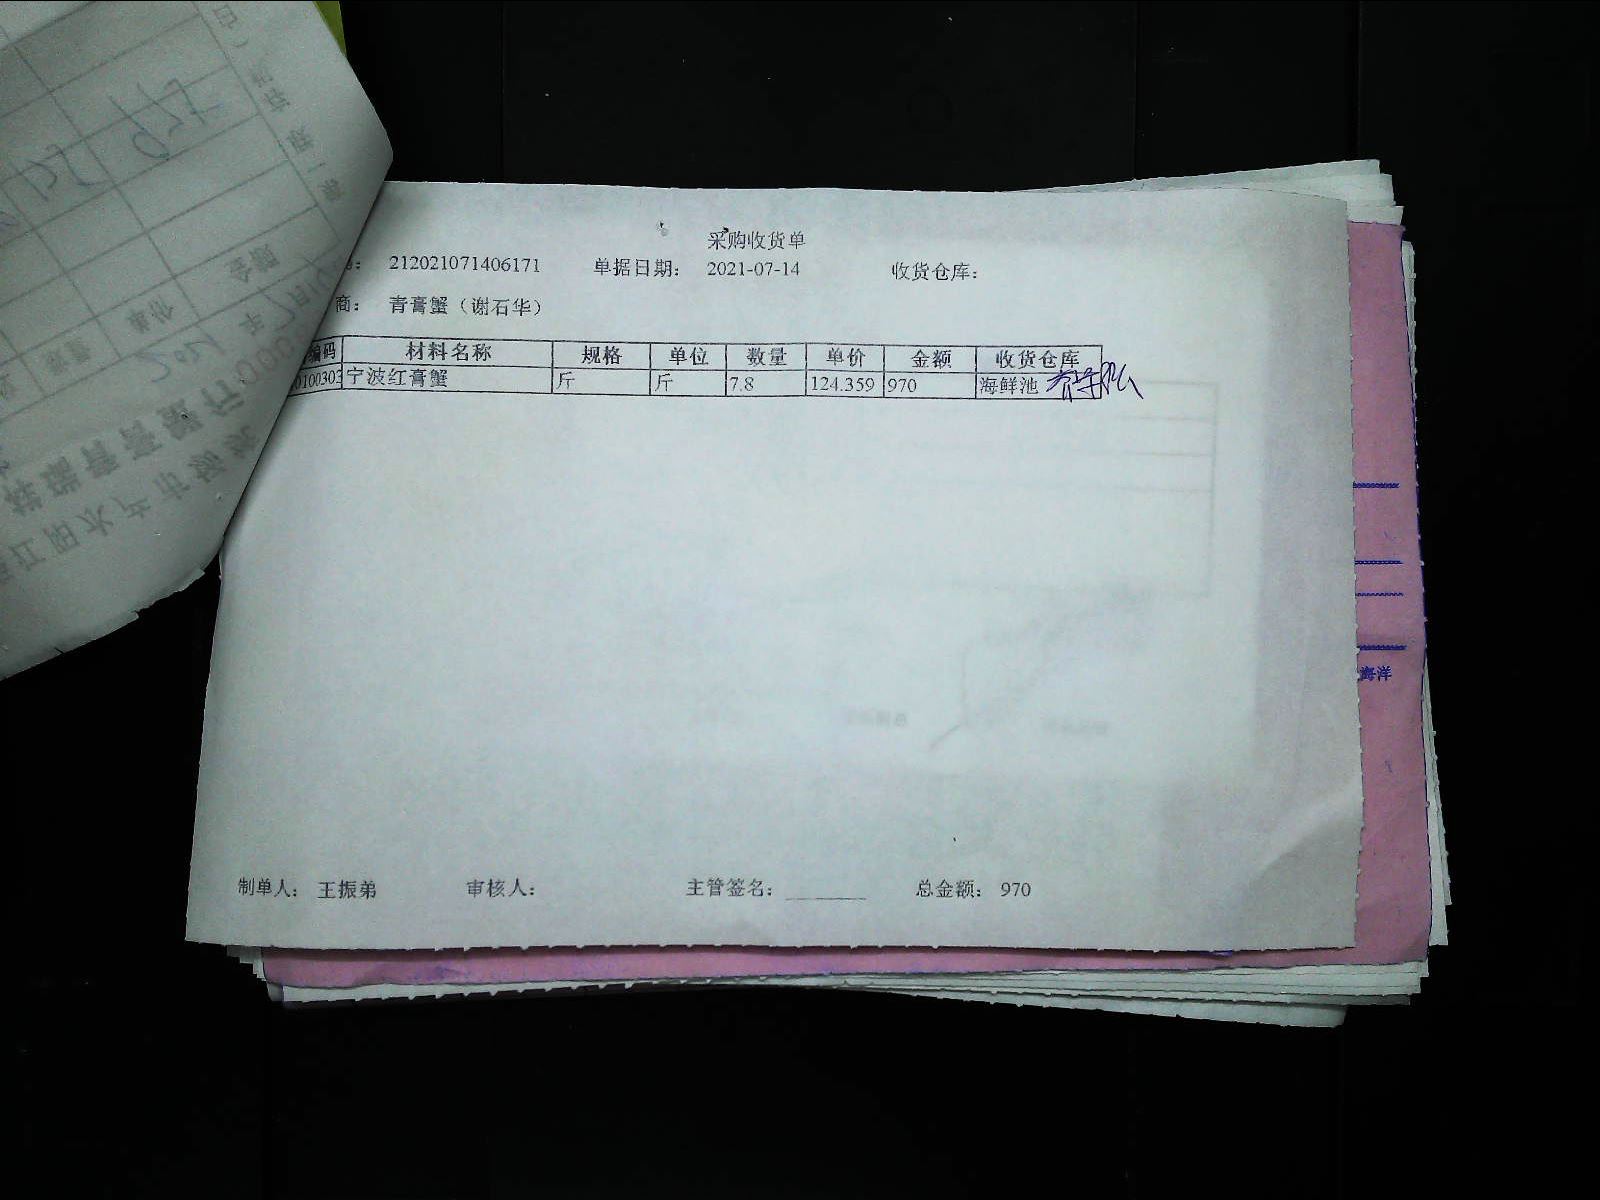 采购收货单
: 212021071406171 单据日期: 2021-07-14 收货仓库:
商: 青膏蟹（谢石华）
编码 材料名称 规格 单位 数量 单价 金额 收货仓库
0100303 宁波红膏蟹 斤 斤 7.8 124.359 970 海鲜池
海洋
制单人: 王振弟 审核人: 主管签名: ______ 总金额: 970